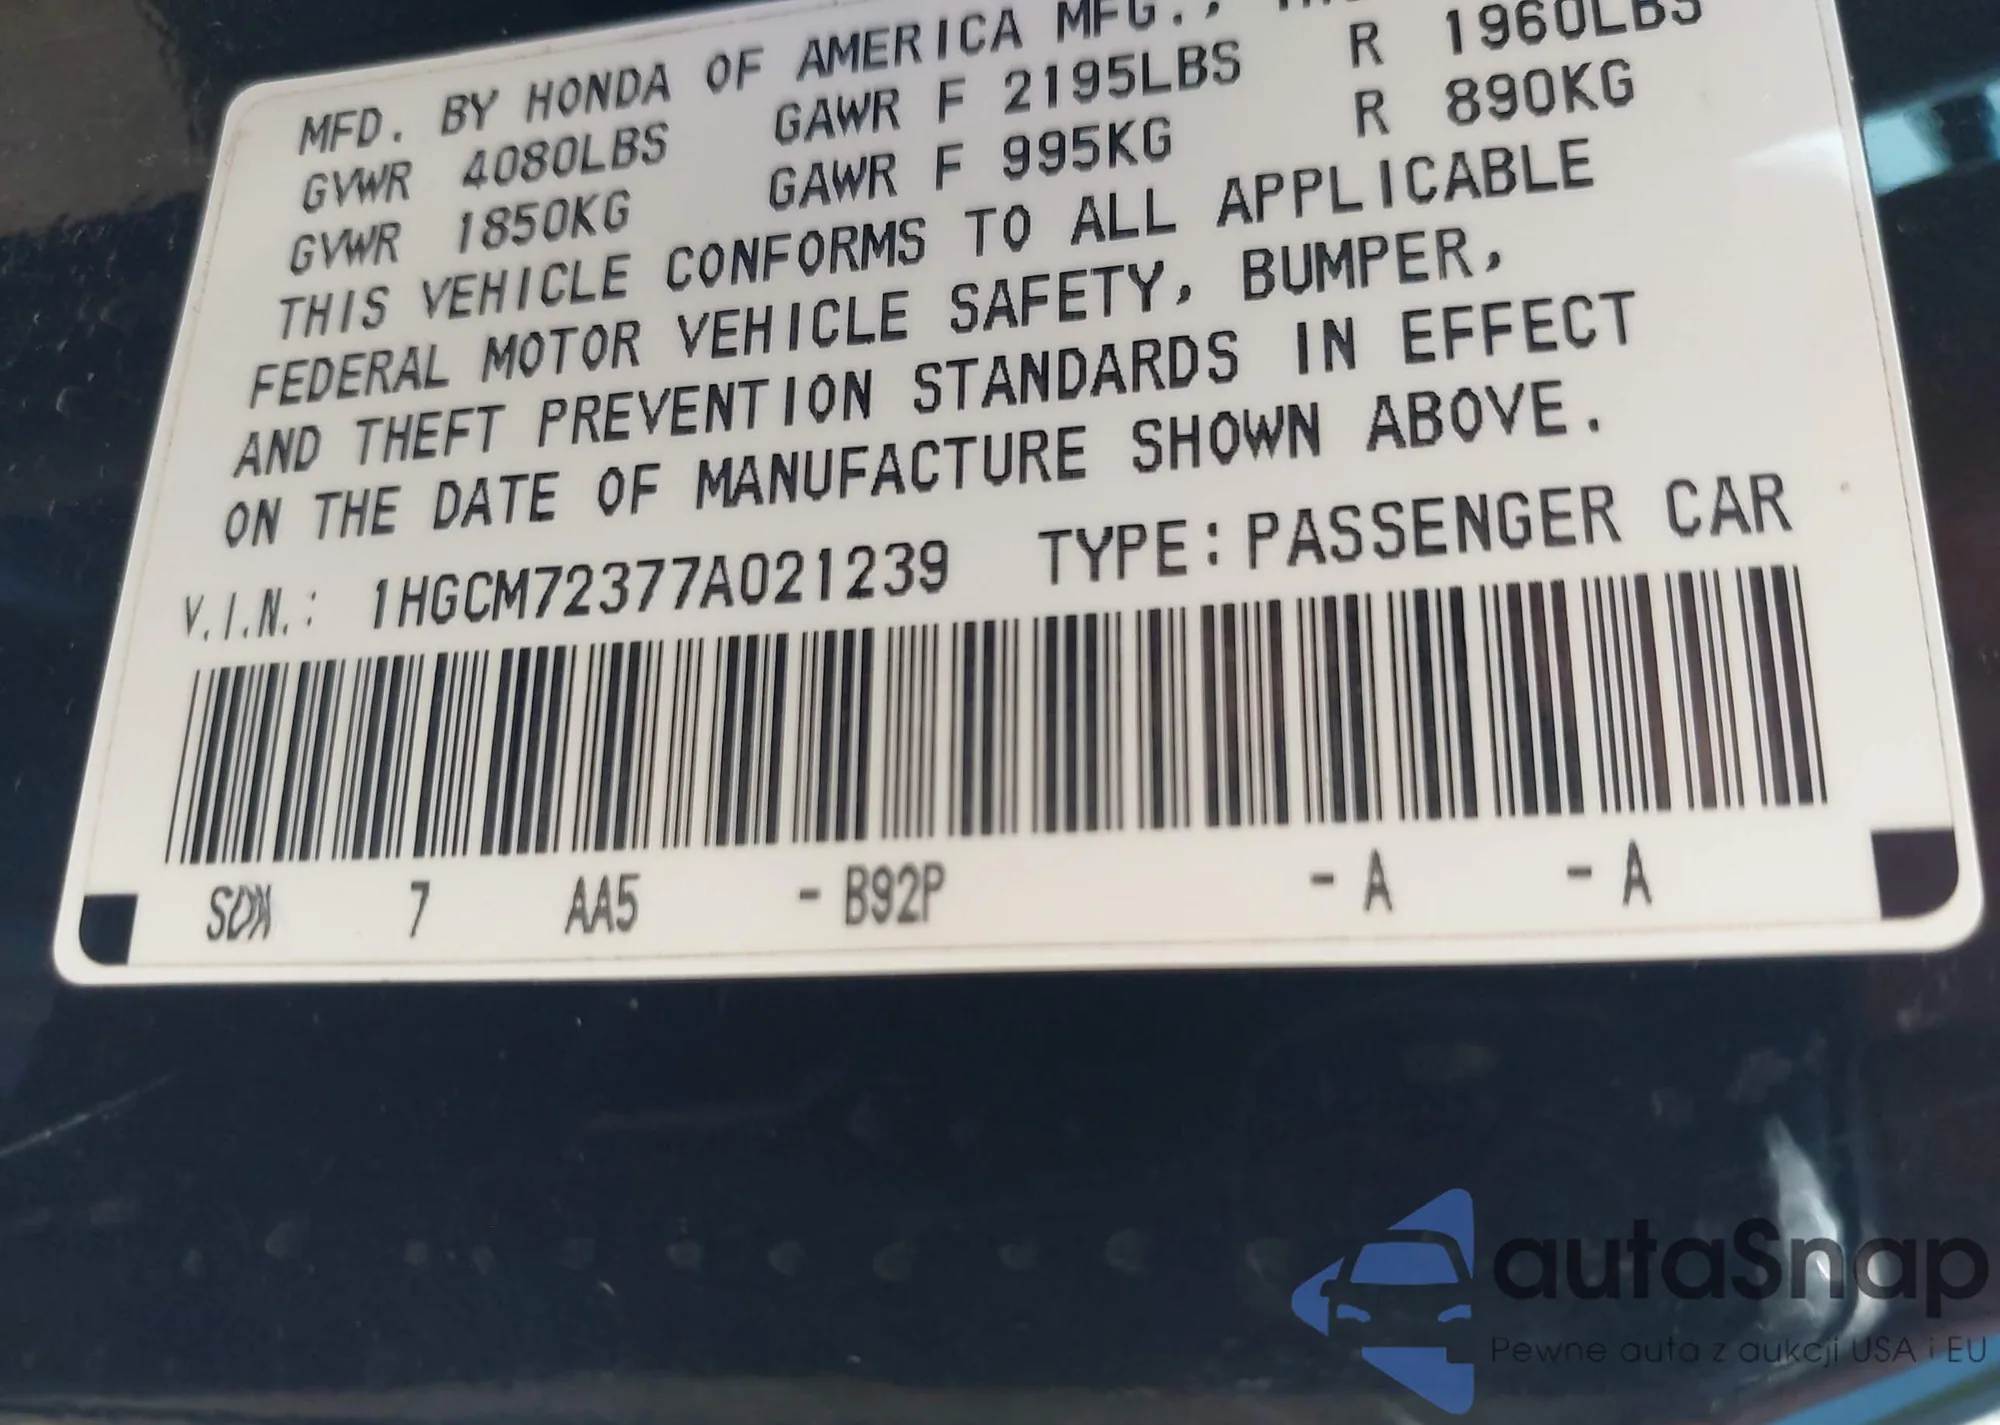 MFD. BY HONDA OF AMERICA MFG.,
GVWR 4080LBS GAWR F 2195LBS R 1960LBS
GVWR 1850KG GAWR F 995KG R 890KG
THIS VEHICLE CONFORMS TO ALL APPLICABLE
FEDERAL MOTOR VEHICLE SAFETY, BUMPER,
AND THEFT PREVENTION STANDARDS IN EFFECT
ON THE DATE OF MANUFACTURE SHOWN ABOVE.
V.I.N.: 1HGCM72377A021239 TYPE: PASSENGER CAR
7 AA5 - B92P - A - A
autaSnap
Pewne auta z aukcji USA i EU